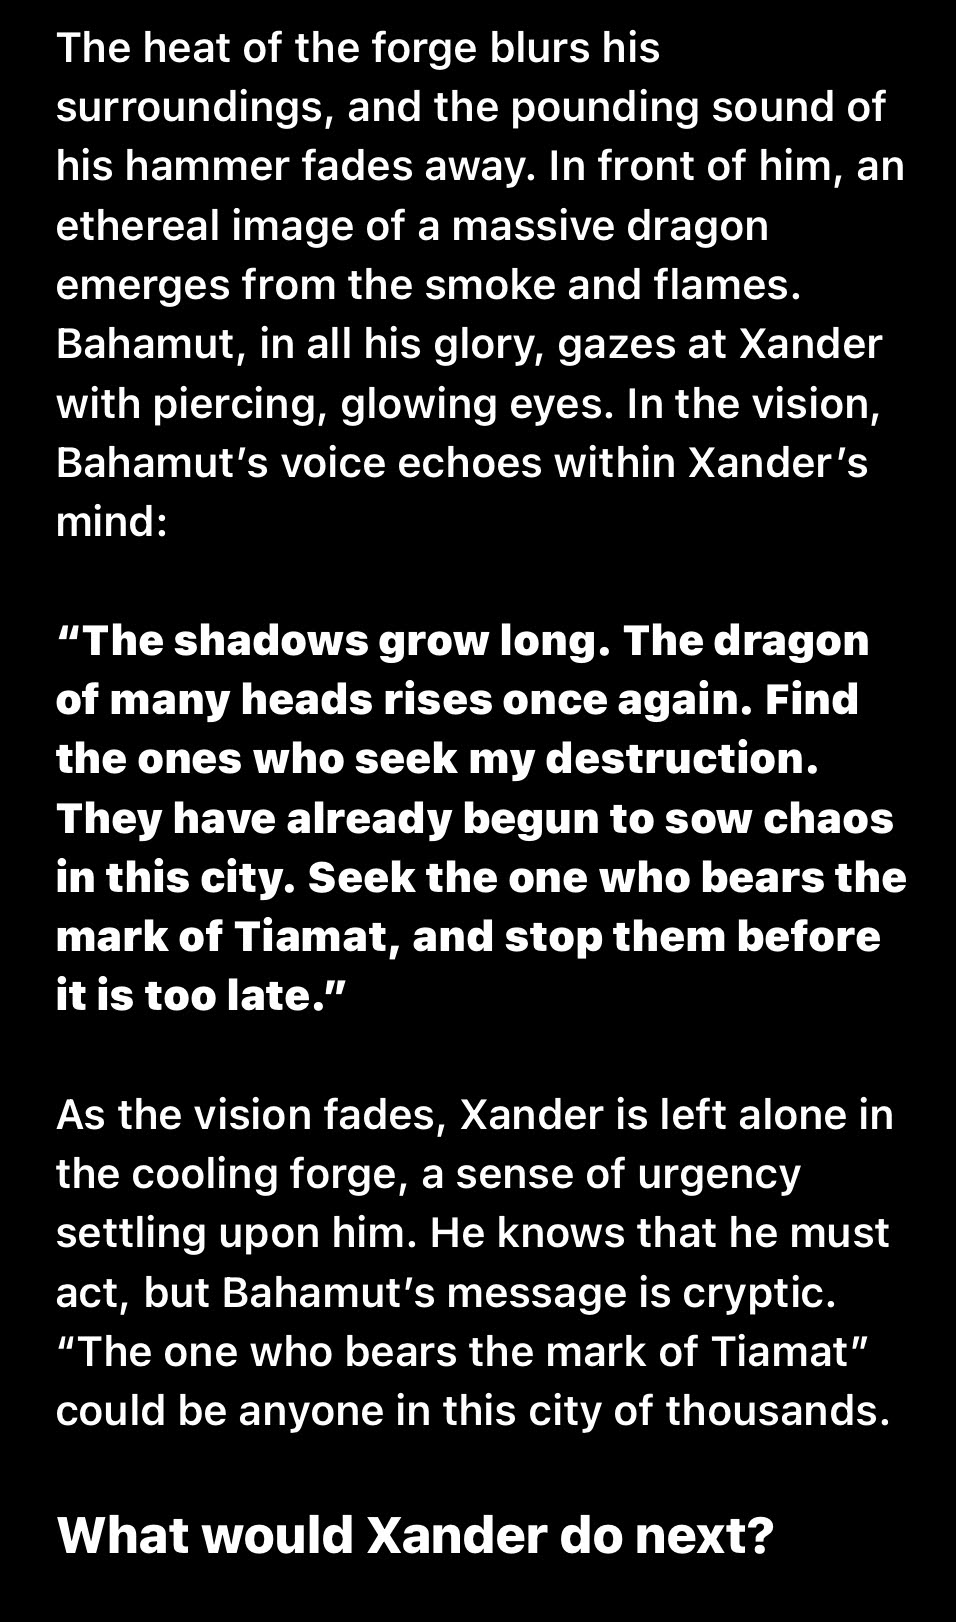 The heat of the forge blurs his
surroundings, and the pounding sound of
his hammer fades away. In front of him, an
ethereal image of a massive dragon
emerges from the smoke and flames.
Bahamut, in all his glory, gazes at Xander
with piercing, glowing eyes. In the vision,
Bahamut’s voice echoes within Xander’s
mind:
“The shadows grow long. The dragon
of many heads rises once again. Find
the ones who seek my destruction.
They have already begun to sow chaos
in this city. Seek the one who bears the
mark of Tiamat, and stop them before
it is too late.”
As the vision fades, Xander is left alone in
the cooling forge, a sense of urgency
settling upon him. He knows that he must
act, but Bahamut’s message is cryptic.
“The one who bears the mark of Tiamat”
could be anyone in this city of thousands.
What would Xander do next?